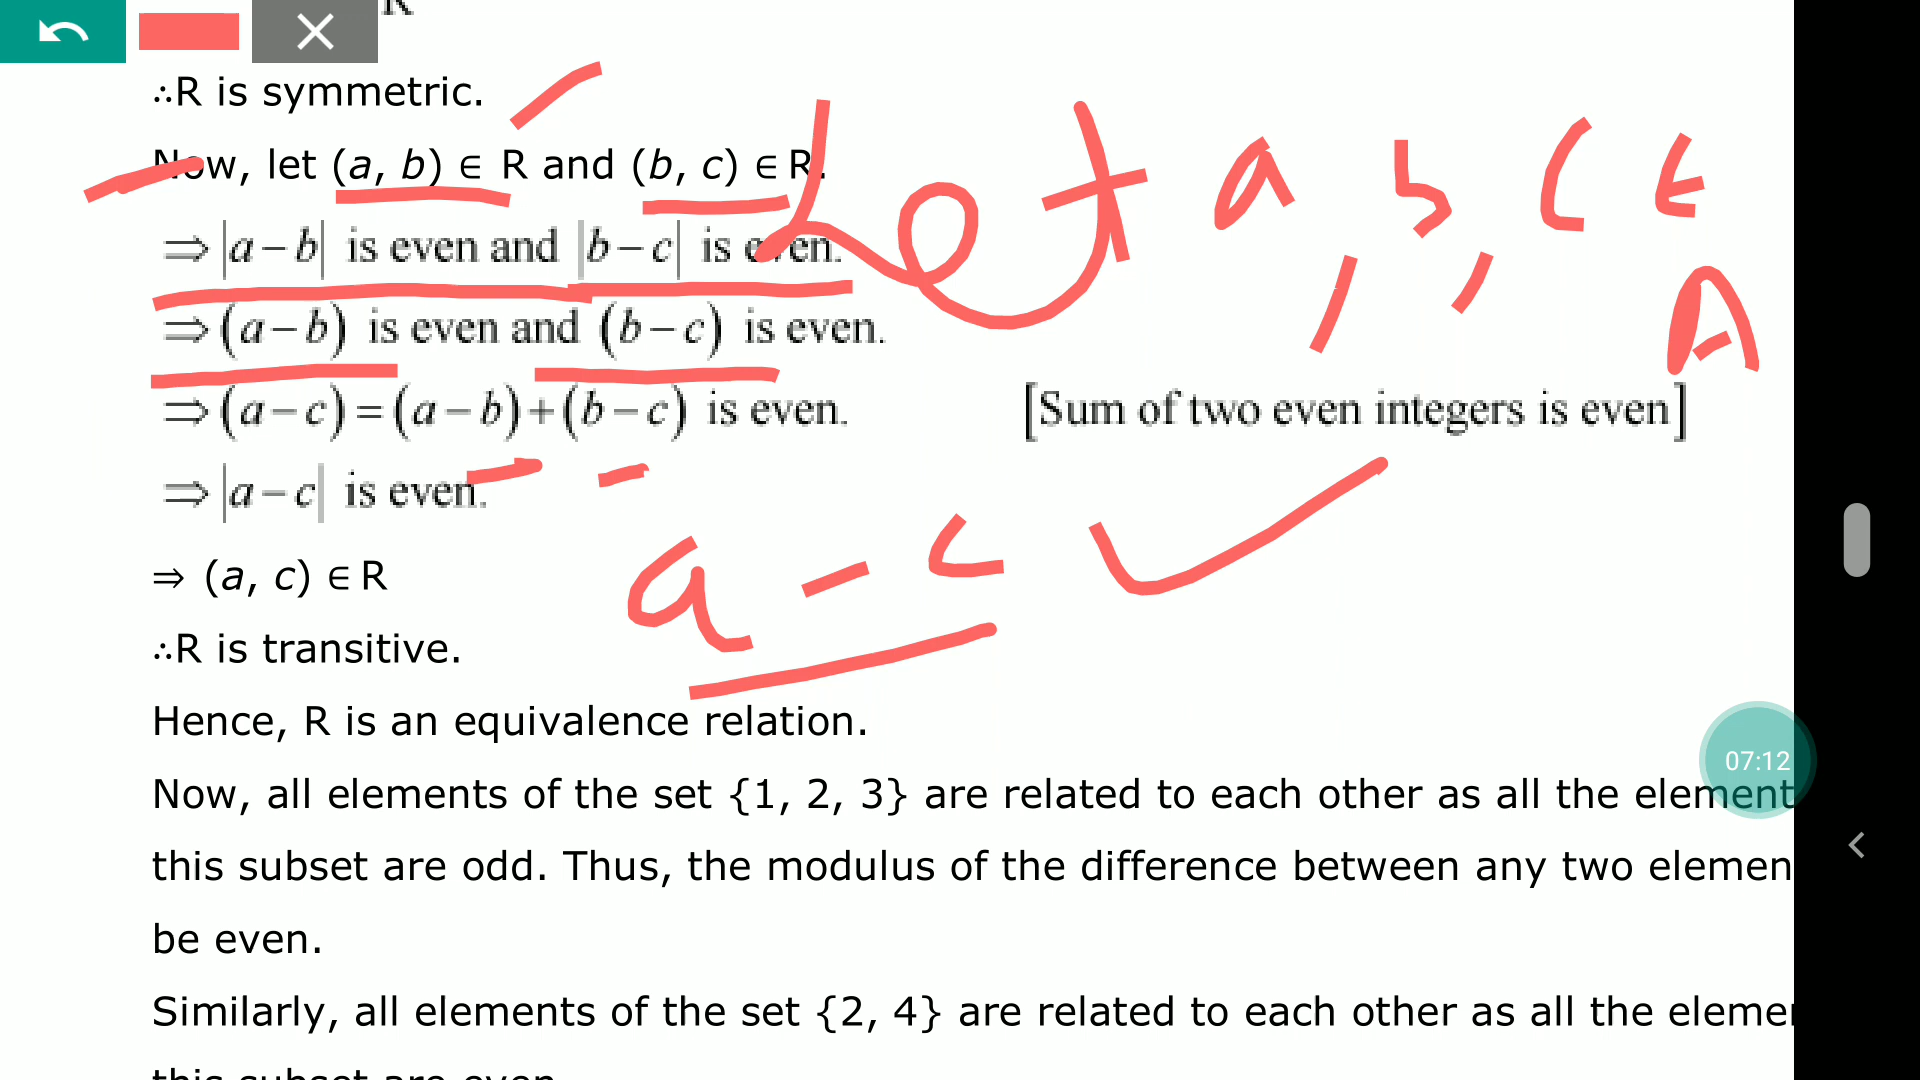 R
∴R is symmetric.
Now, let (a, b) ∈ R and (b, c) ∈ R.
Let a, b, c ∈ A
⇒ |a − b| is even and |b − c| is even.
⇒ (a − b) is even and (b − c) is even.
⇒ (a − c) = (a − b) + (b − c) is even. [Sum of two even integers is even]
⇒ |a − c| is even.
a − c
⇒ (a, c) ∈ R
∴R is transitive.
Hence, R is an equivalence relation.
07:12
Now, all elements of the set {1, 2, 3} are related to each other as all the element
this subset are odd. Thus, the modulus of the difference between any two elemen
be even.
Similarly, all elements of the set {2, 4} are related to each other as all the eleme
this subset are even